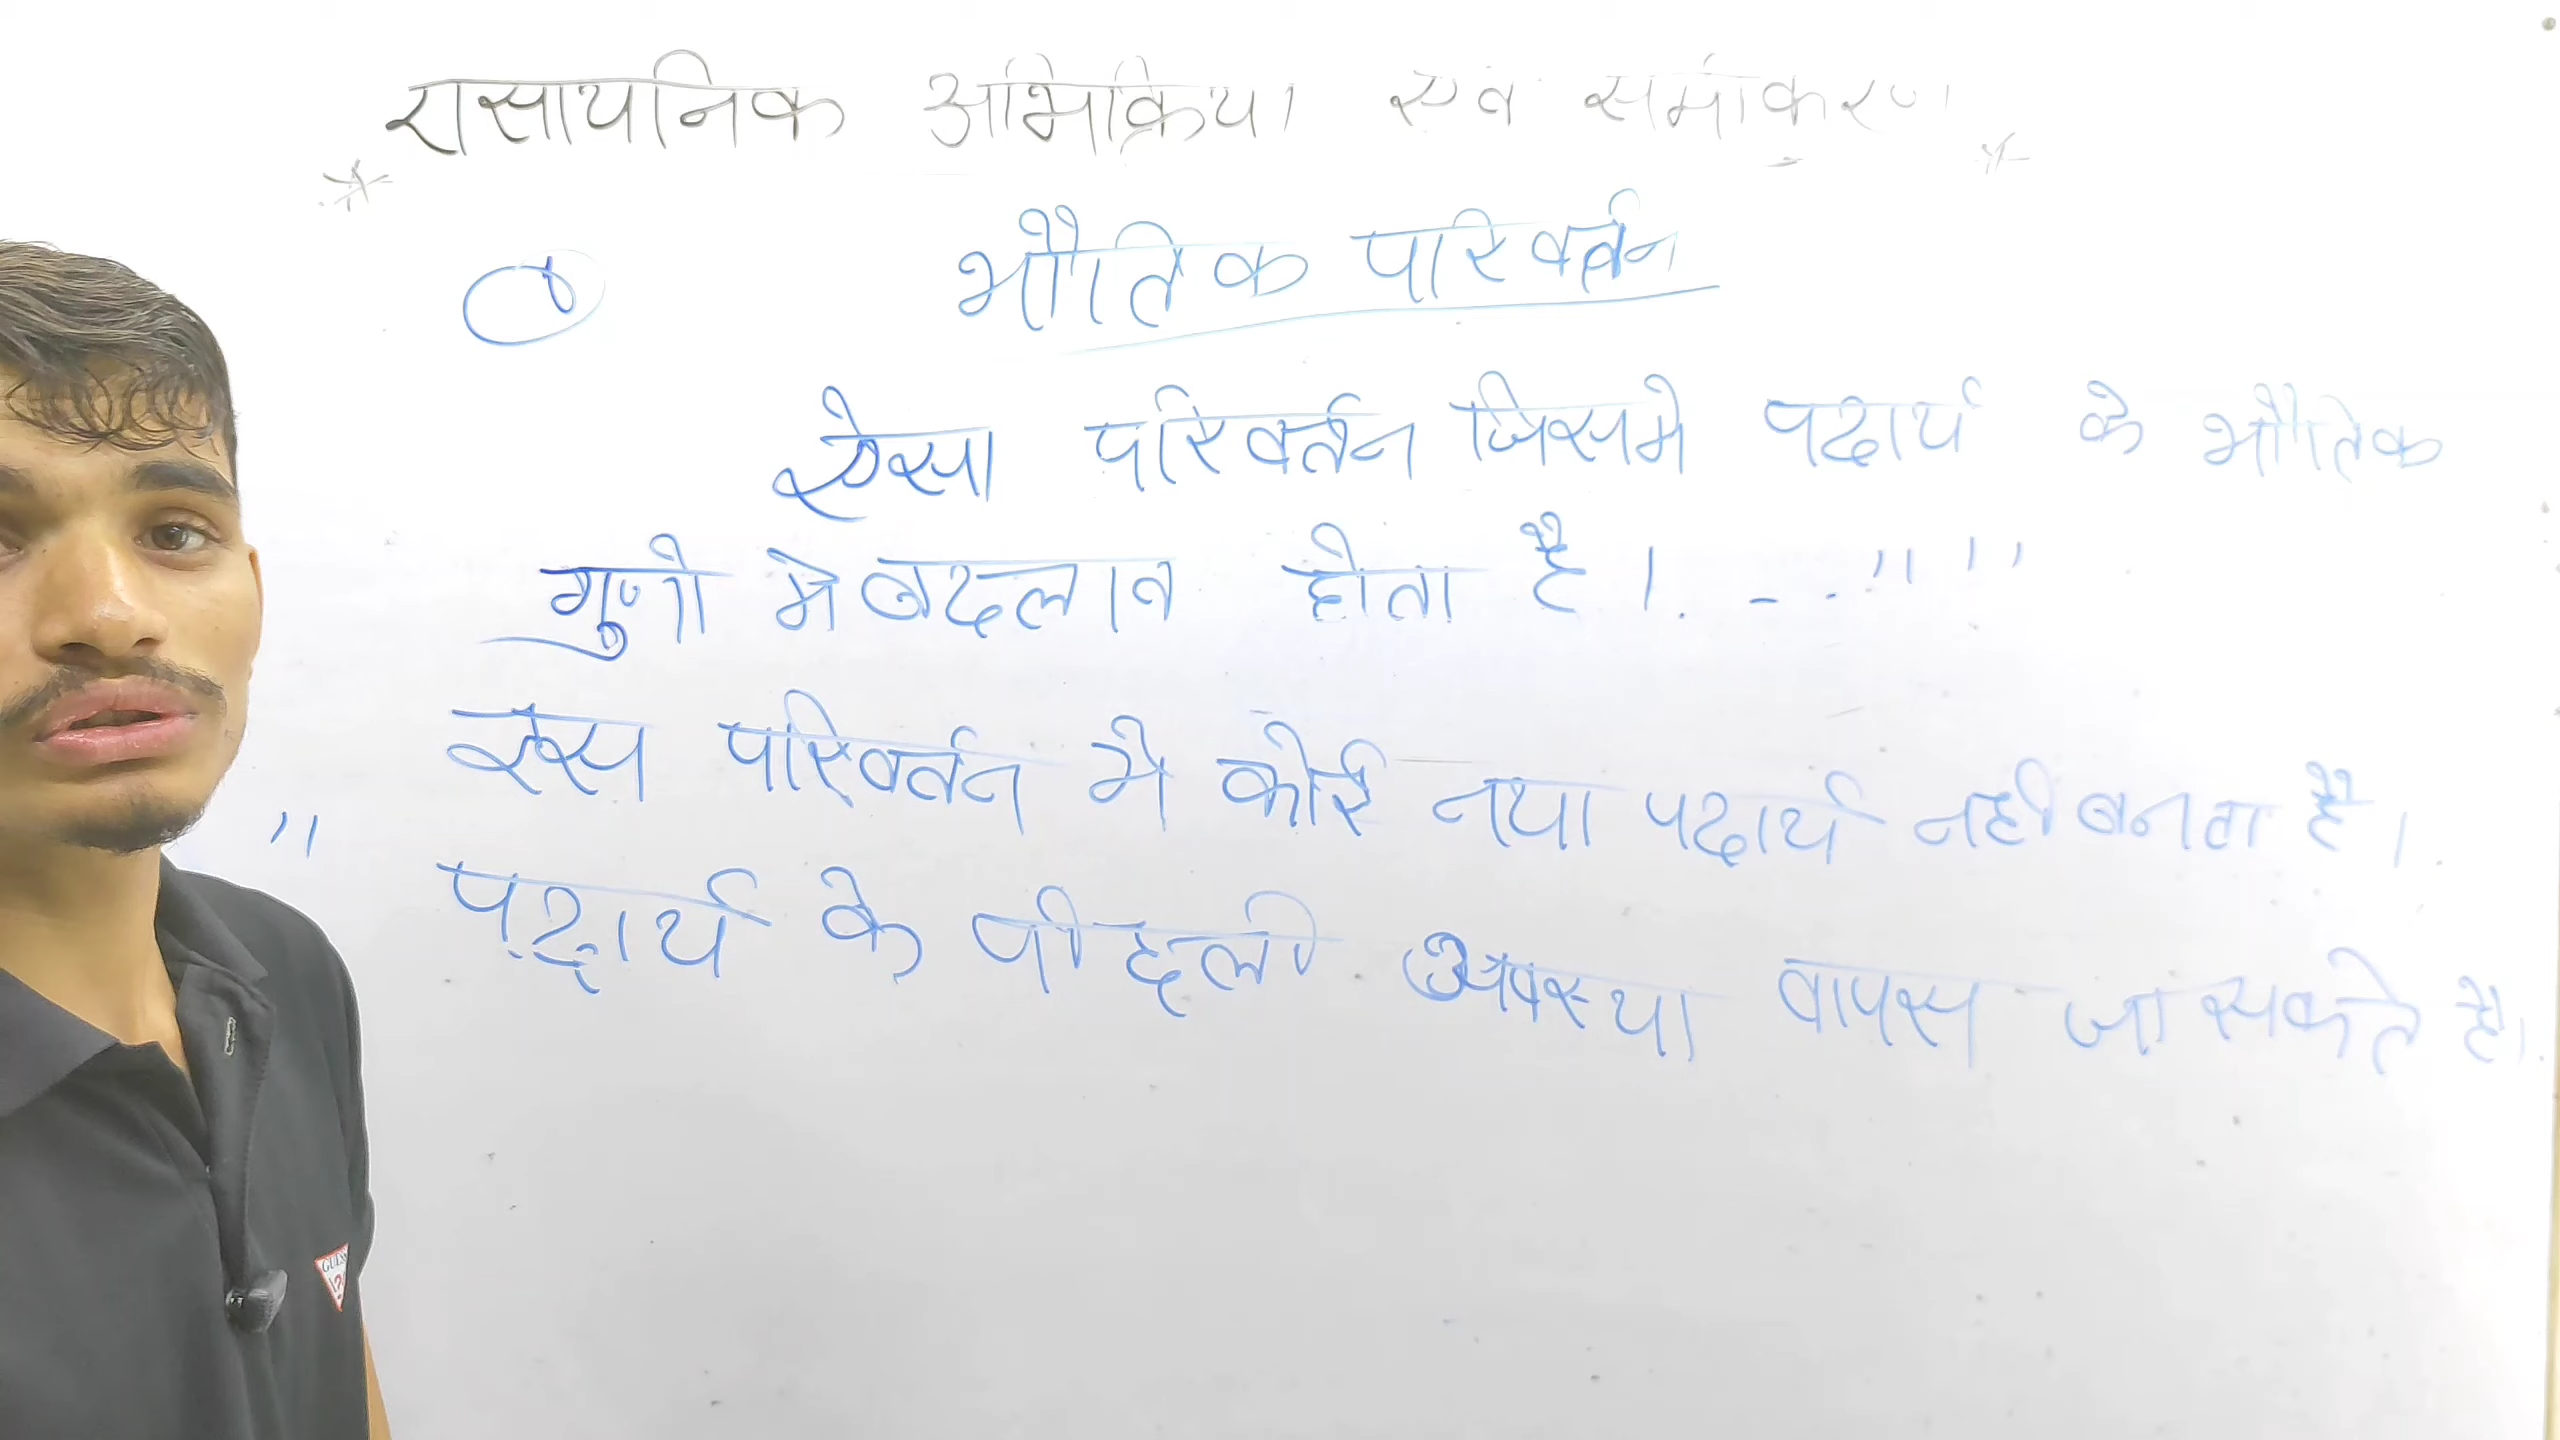 रासायनिक अभिक्रिया एवं समीकरण
भौतिक परिवर्तन
ऐसा परिवर्तन जिसमे पदार्थ के भौतिक
गुणो मे बदलाव होता है।
इस परिवर्तन मे कोई नया पदार्थ नही बनता है।
पदार्थ के पीछली अवस्था वापस जा सकते है।
GUESS